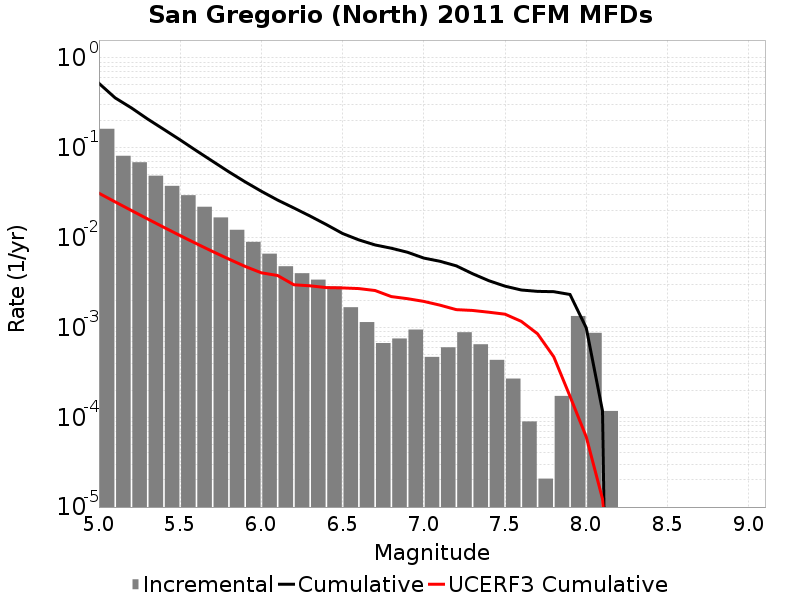 San Gregorio (North) 2011 CFM MFDs
10^0
10^-1
10^-2
10^-3
10^-4
10^-5
Rate (1/yr)
5.0 5.5 6.0 6.5 7.0 7.5 8.0 8.5 9.0
Magnitude
Incremental Cumulative UCERF3 Cumulative